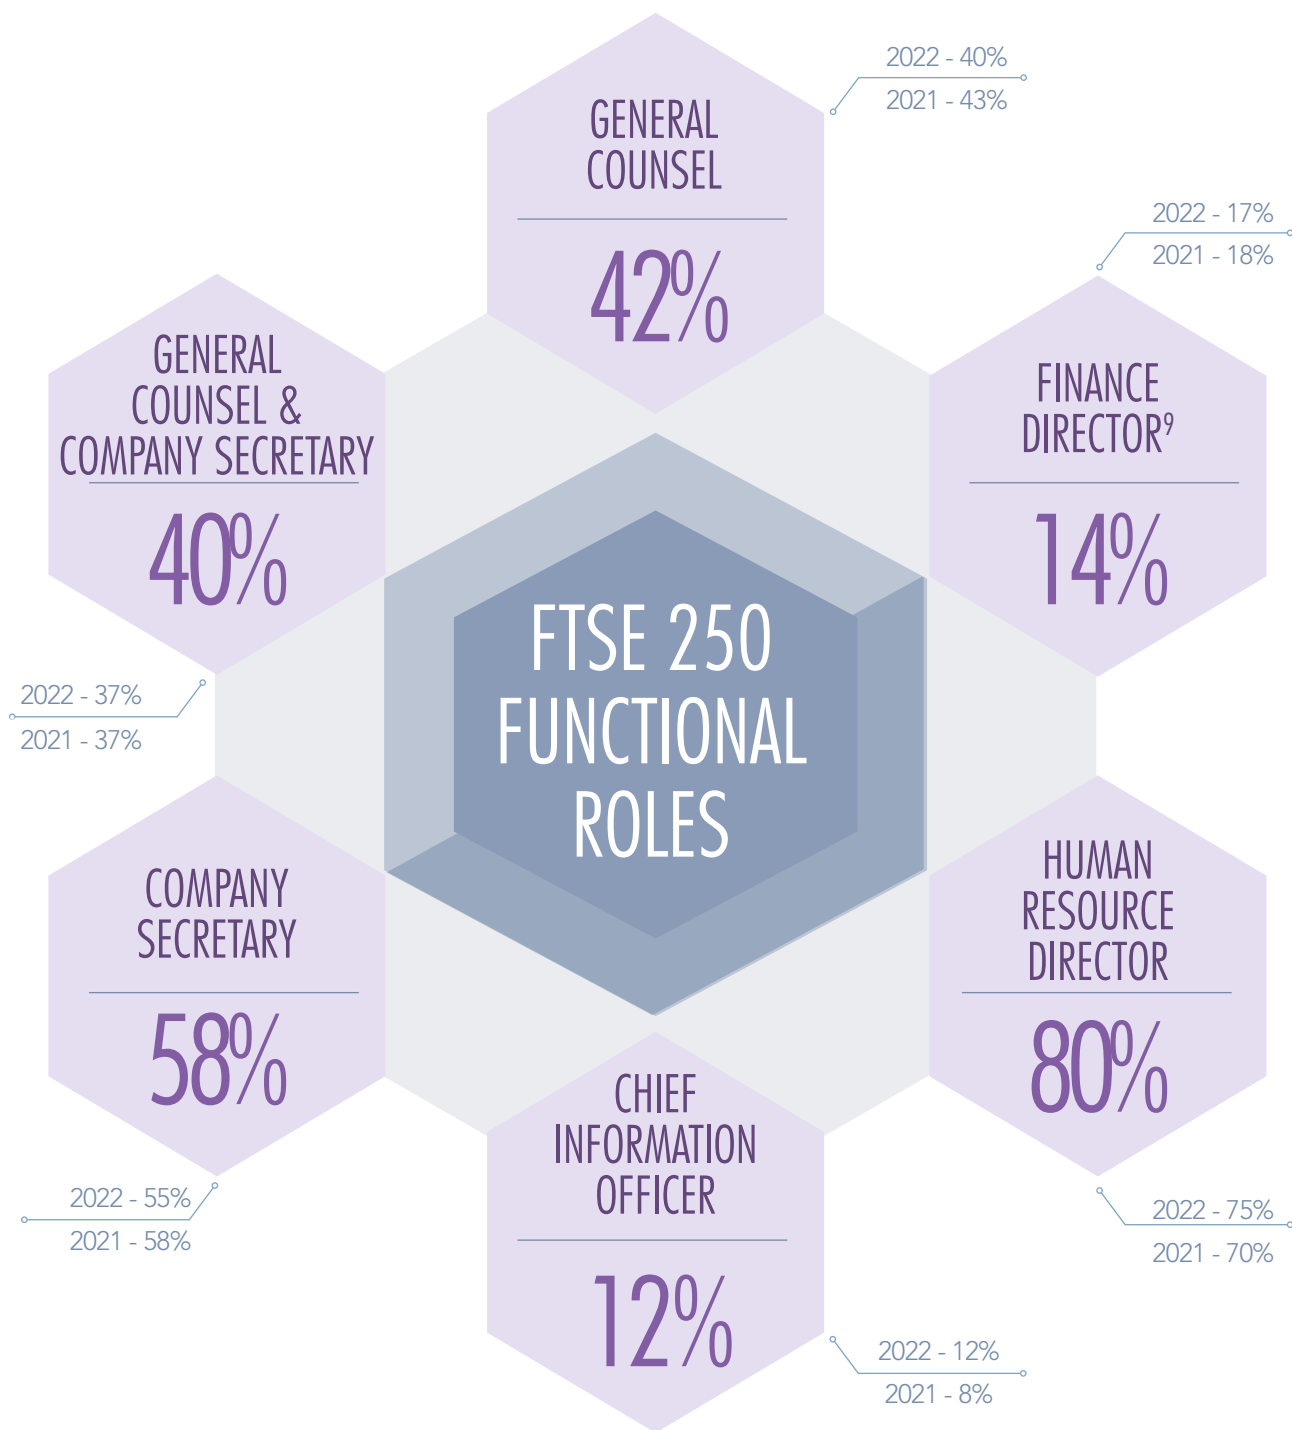 2022 - 40%
2021 - 43%
GENERAL
COUNSEL
42%
2022 - 17%
2021 - 18%
FINANCE
DIRECTOR⁹
14%
GENERAL
COUNSEL &
COMPANY SECRETARY
40%
2022 - 37%
2021 - 37%
FTSE 250
FUNCTIONAL
ROLES
COMPANY
SECRETARY
58%
2022 - 55%
2021 - 58%
HUMAN
RESOURCE
DIRECTOR
80%
2022 - 75%
2021 - 70%
CHIEF
INFORMATION
OFFICER
12%
2022 - 12%
2021 - 8%